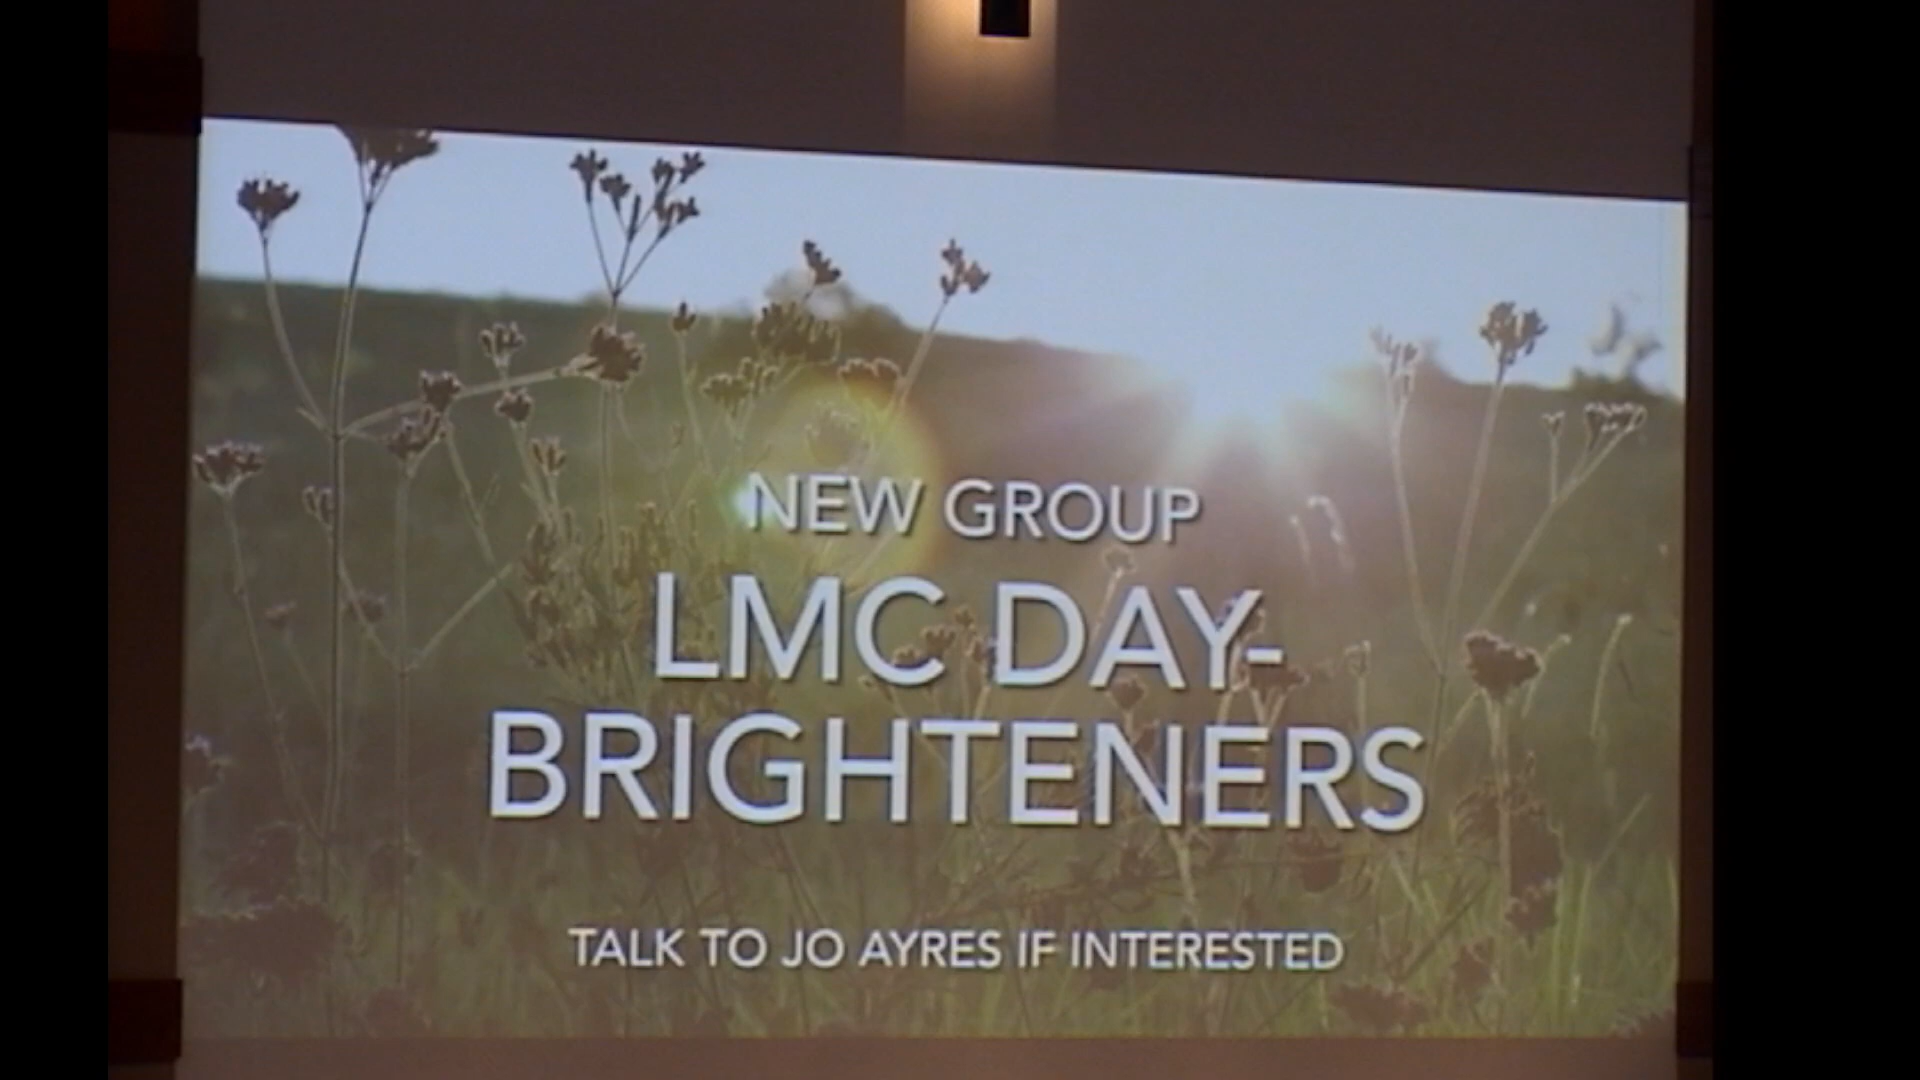 NEW GROUP
LMC DAY-
BRIGHTENERS
TALK TO JO AYRES IF INTERESTED